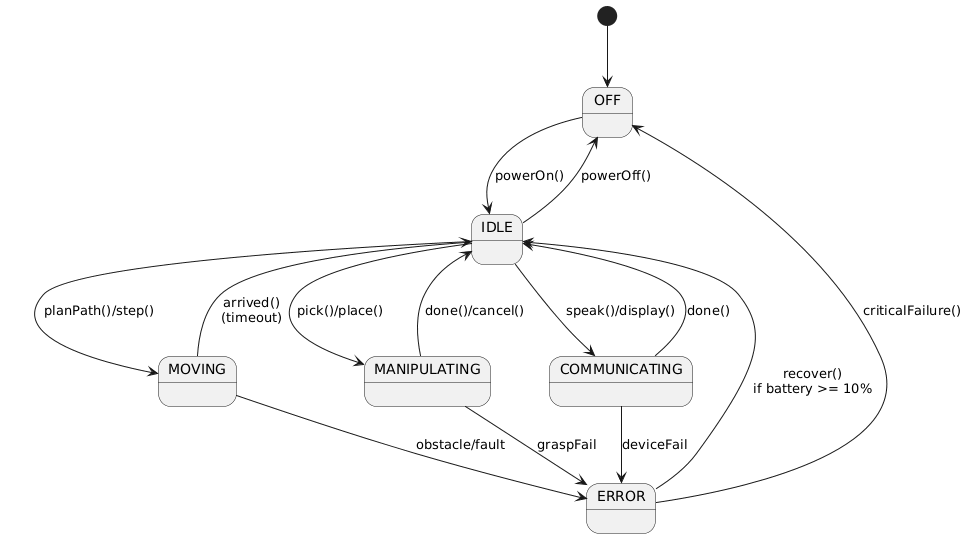 OFF
powerOn()
powerOff()
IDLE
planPath()/step()
arrived()
(timeout)
pick()/place()
done()/cancel()
speak()/display()
done()
criticalFailure()
MOVING
MANIPULATING
COMMUNICATING
recover()
if battery >= 10%
obstacle/fault
graspFail
deviceFail
ERROR